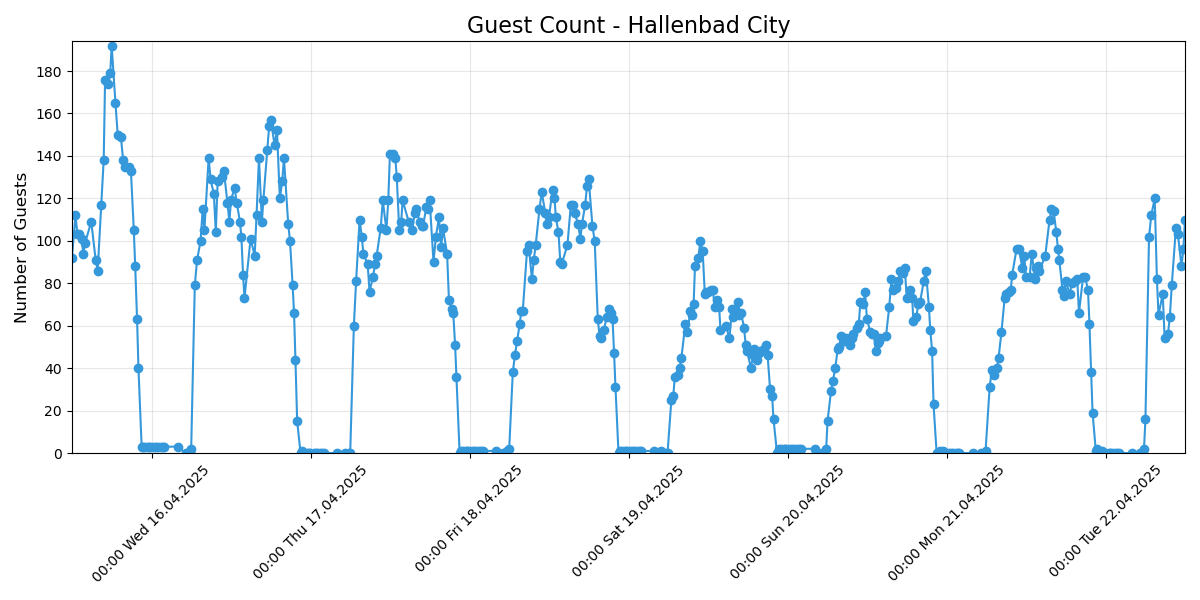 Guest Count - Hallenbad City
Number of Guests
180
160
140
120
100
80
60
40
20
0
00:00 Wed 16.04.2025
00:00 Thu 17.04.2025
00:00 Fri 18.04.2025
00:00 Sat 19.04.2025
00:00 Sun 20.04.2025
00:00 Mon 21.04.2025
00:00 Tue 22.04.2025